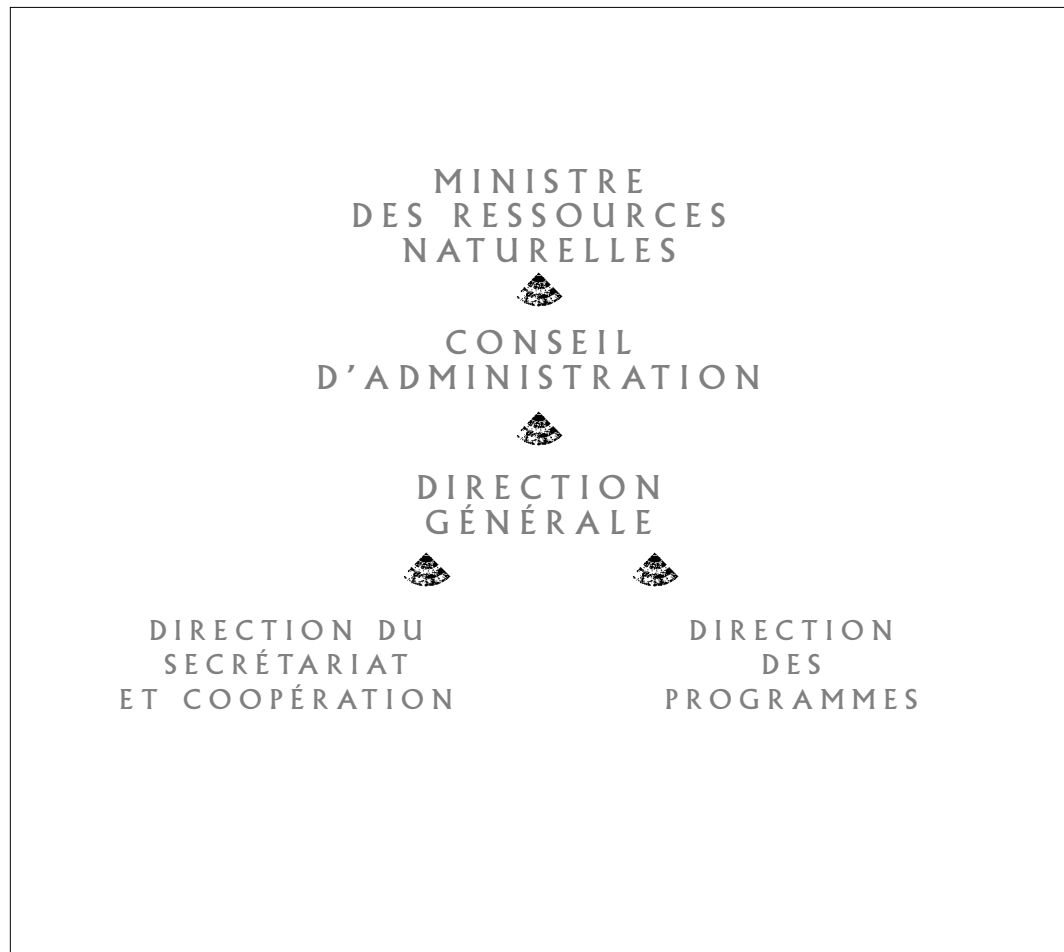 MINISTRE
DES RESSOURCES
NATURELLES
CONSEIL
D’ADMINISTRATION
DIRECTION
GÉNÉRALE
DIRECTION DU
SECRÉTARIAT
ET COOPÉRATION
DIRECTION
DES
PROGRAMMES